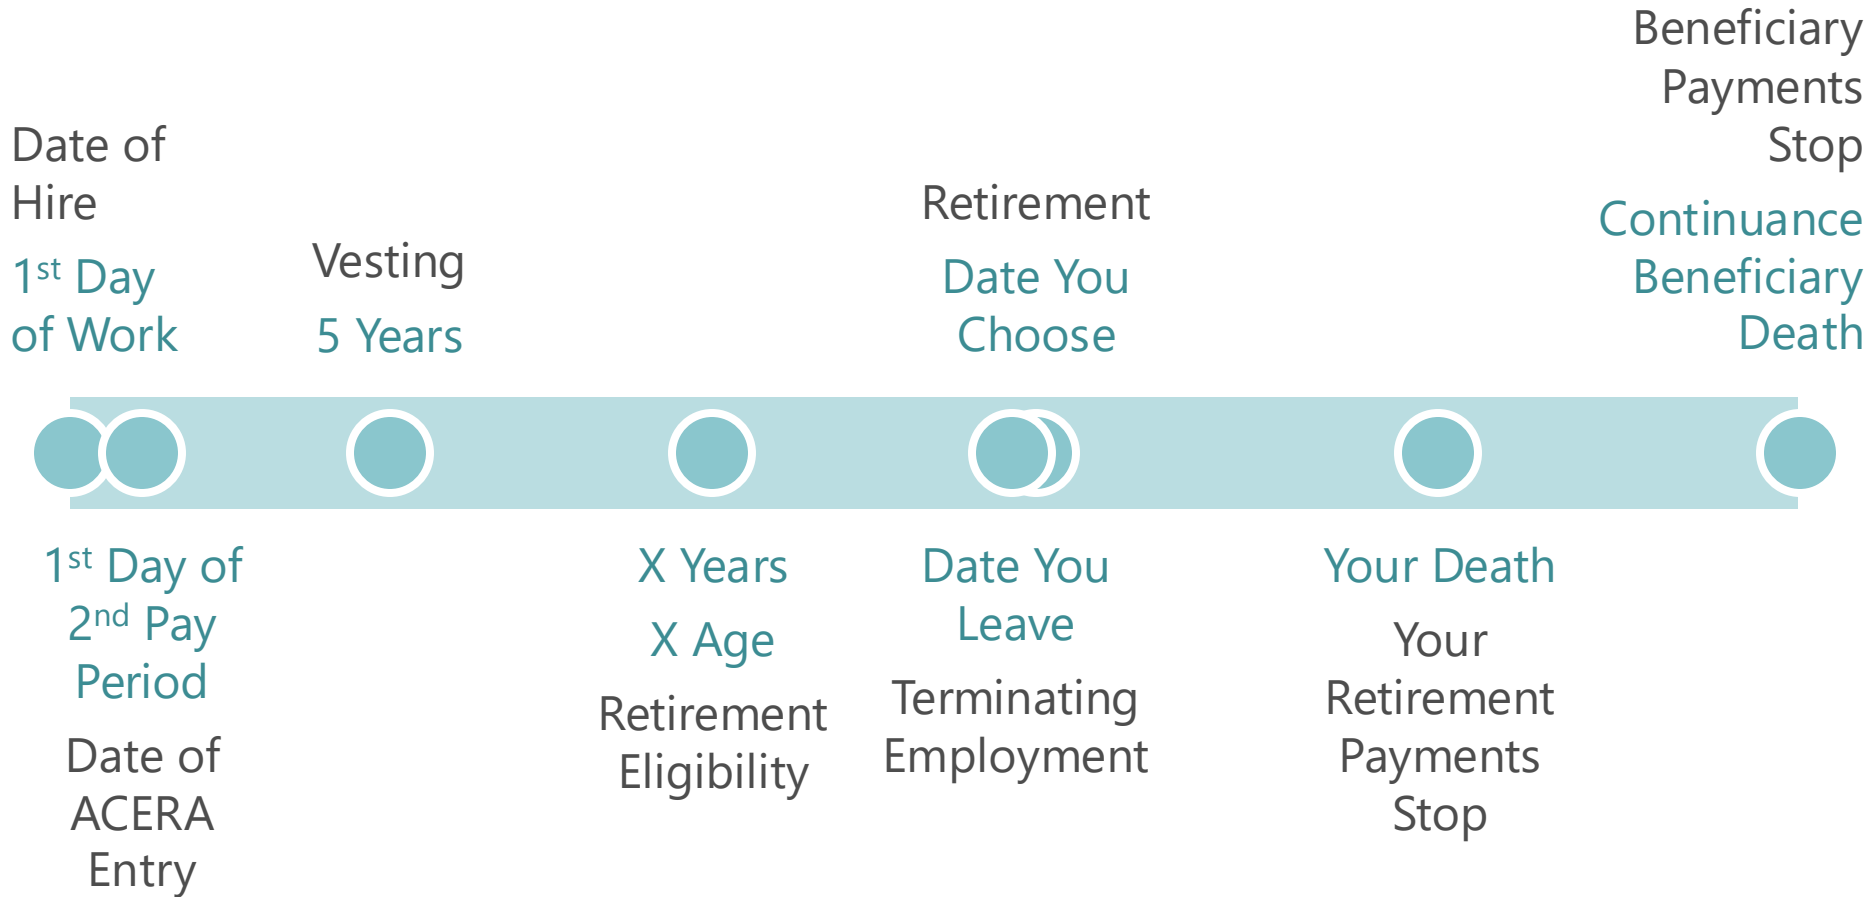 Date of
Hire
1st Day
of Work
Vesting
5 Years
Retirement
Date You
Choose
Beneficiary
Payments
Stop
Continuance
Beneficiary
Death
1st Day of
2nd Pay
Period
Date of
ACERA
Entry
X Years
X Age
Retirement
Eligibility
Date You
Leave
Terminating
Employment
Your Death
Your
Retirement
Payments
Stop